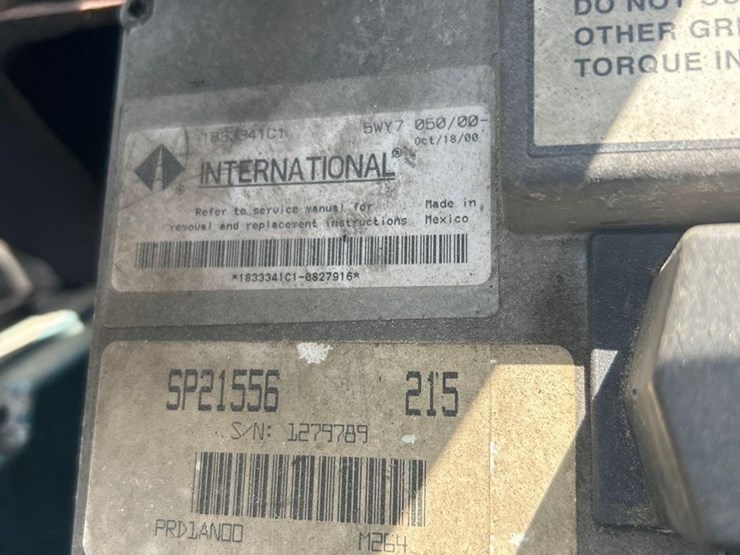 DO NOT
OTHER
TORQUE IN
1833341C1 5WY7 050/00-
Oct/18/00
INTERNATIONAL®
Refer to service manual for
removal and replacement instructions
Made in
Mexico
*1833341C1-0827916*
SP21556 215
S/N: 1279789
PRD1AN00 M264